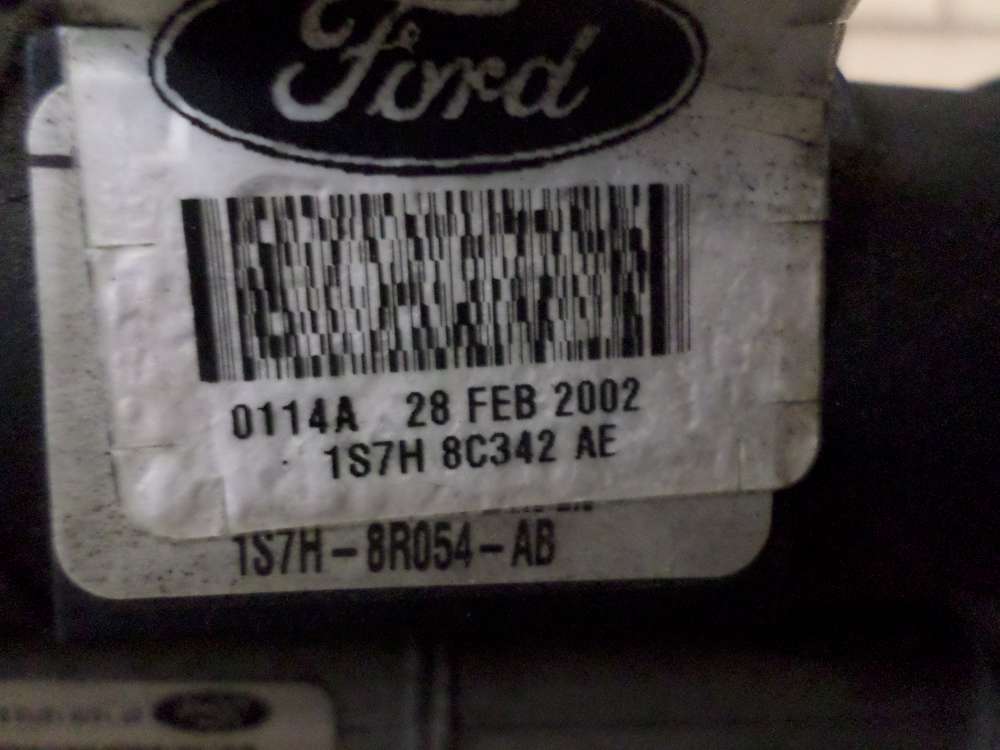 Ford
0114A 28 FEB 2002
1S7H 8C342 AE
1S7H-8R054-AB